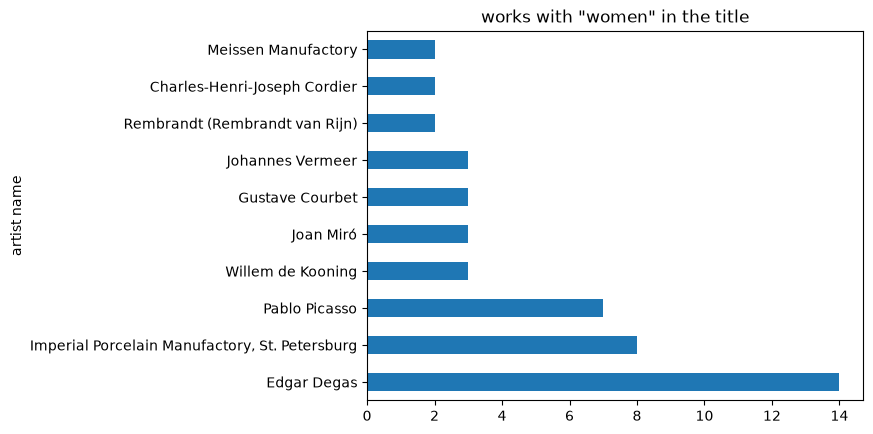 works with "women" in the title
artist name
Meissen Manufactory
Charles-Henri-Joseph Cordier
Rembrandt (Rembrandt van Rijn)
Johannes Vermeer
Gustave Courbet
Joan Miró
Willem de Kooning
Pablo Picasso
Imperial Porcelain Manufactory, St. Petersburg
Edgar Degas
0 2 4 6 8 10 12 14